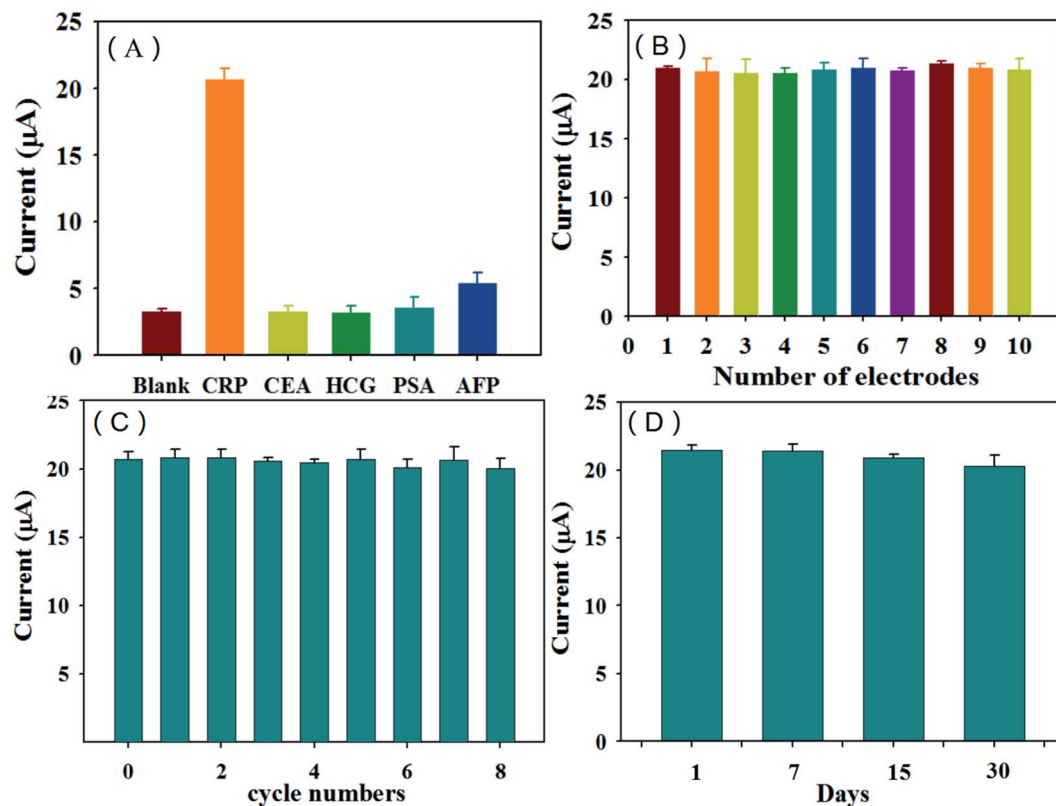 (A)
25
20
15
10
5
0
Current (µA)
Blank CRP CEA HCG PSA AFP
(B)
25
20
15
10
5
0
Current (µA)
0 1 2 3 4 5 6 7 8 9 10
Number of electrodes
(C)
25
20
15
10
5
Current (µA)
0 2 4 6 8
cycle numbers
(D)
25
20
15
10
5
0
Current (µA)
1 7 15 30
Days